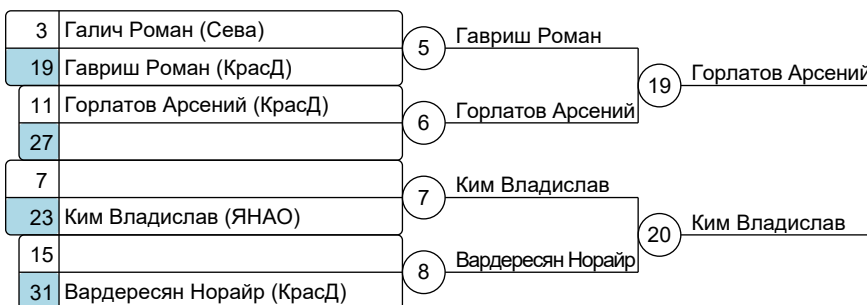 3 Галич Роман (Сева)
19 Гавриш Роман (КрасД)
5 Гавриш Роман
11 Горлатов Арсений (КрасД)
27
6 Горлатов Арсений
19 Горлатов Арсений
7
23 Ким Владислав (ЯНАО)
7 Ким Владислав
15
31 Вардересян Норайр (КрасД)
8 Вардересян Норайр
20 Ким Владислав